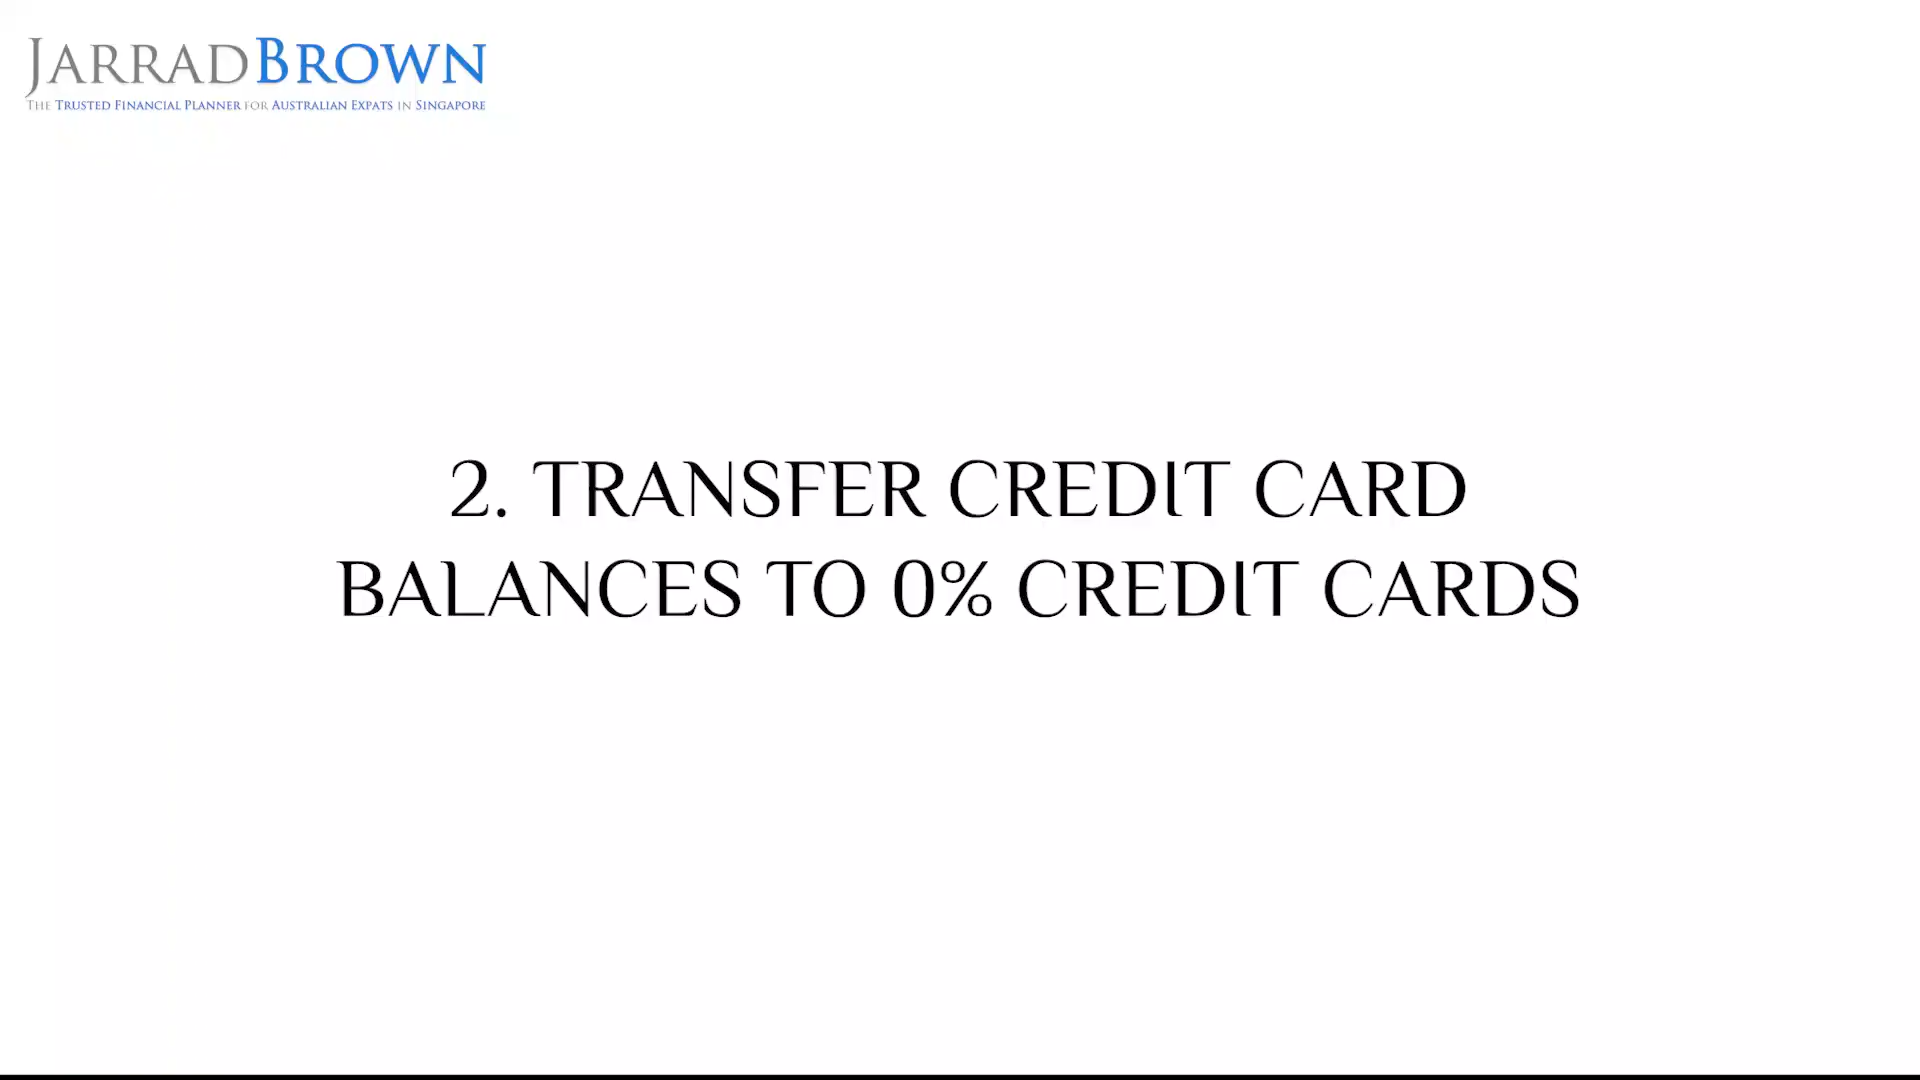 JARRADBROWN
THE TRUSTED FINANCIAL PLANNER FOR AUSTRALIAN EXPATS IN SINGAPORE
2. TRANSFER CREDIT CARD
BALANCES TO 0% CREDIT CARDS